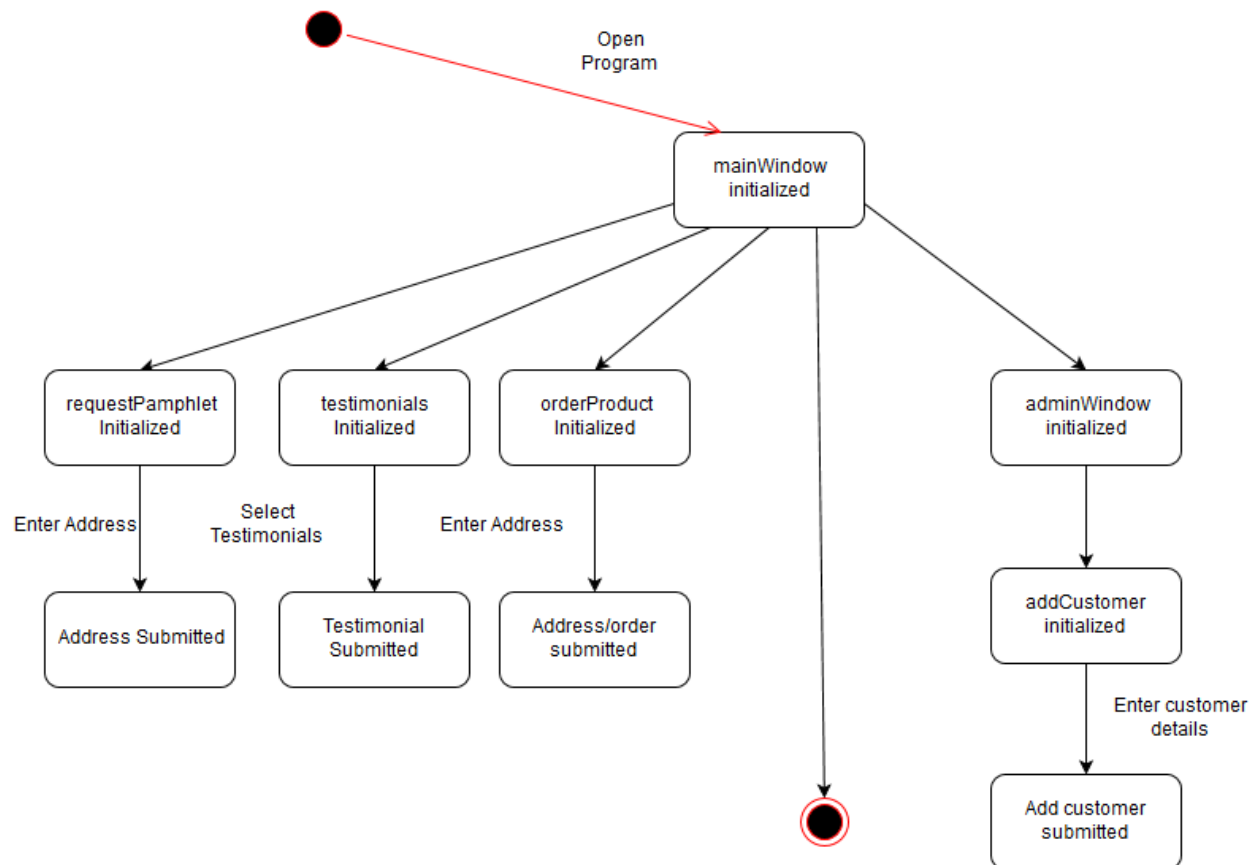 Open
Program
mainWindow
initialized
requestPamphlet
Initialized
testimonials
Initialized
orderProduct
Initialized
adminWindow
initialized
Enter Address
Select
Testimonials
Enter Address
Address Submitted
Testimonial
Submitted
Address/order
submitted
addCustomer
initialized
Enter customer
details
Add customer
submitted